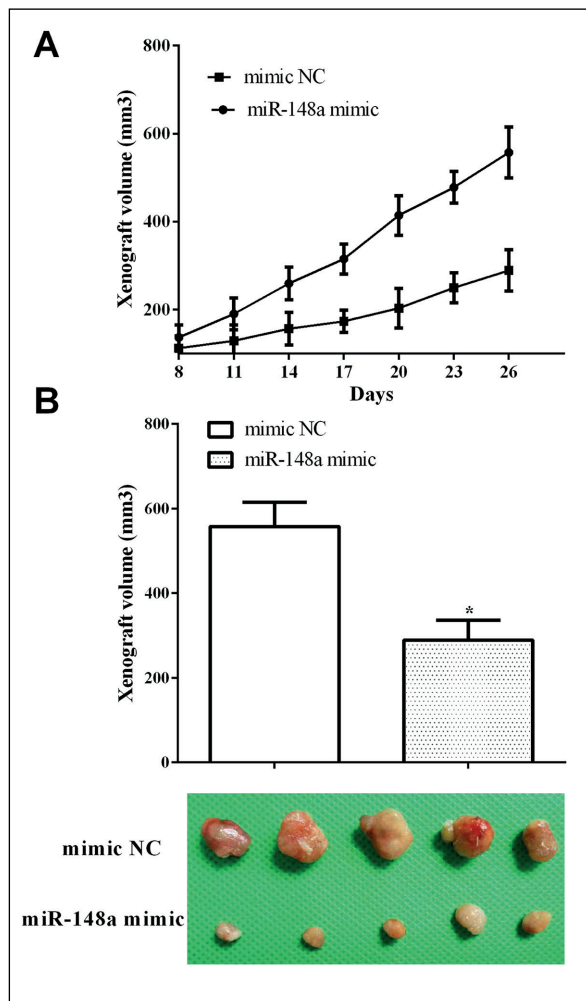 A
800
mimic NC
miR-148a mimic
600
400
200
Xenograft volume (mm3)
8 11 14 17 20 23 26
Days
B
800
mimic NC
miR-148a mimic
600
*
400
200
0
Xenograft volume (mm3)
mimic NC
miR-148a mimic